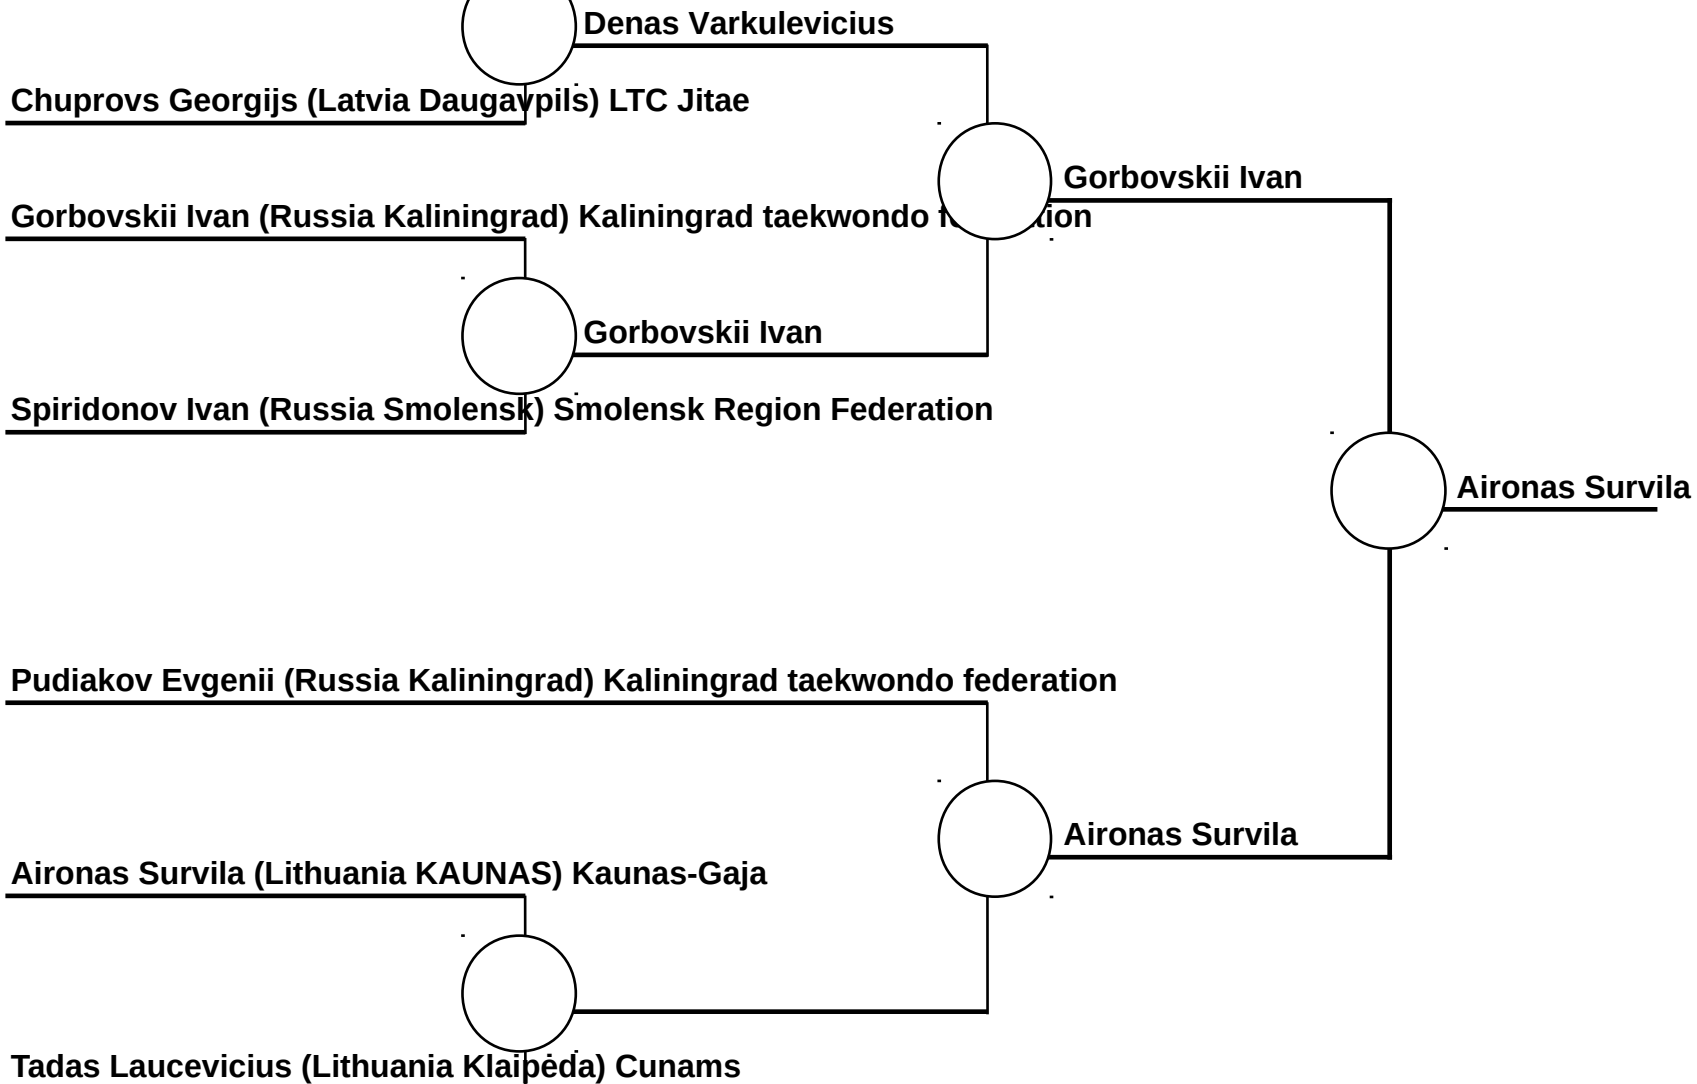 Denas Varkulevicius
Chuprovs Georgijs (Latvia Daugavpils) LTC Jitae
Gorbovskii Ivan
Gorbovskii Ivan (Russia Kaliningrad) Kaliningrad taekwondo
Gorbovskii Ivan
Spiridonov Ivan (Russia Smolensk) Smolensk Region Federation
Aironas Survila
Pudiakov Evgenii (Russia Kaliningrad) Kaliningrad taekwondo federation
Aironas Survila
Aironas Survila (Lithuania KAUNAS) Kaunas-Gaja
Tadas Laucevicius (Lithuania Klaipėda) Cunams